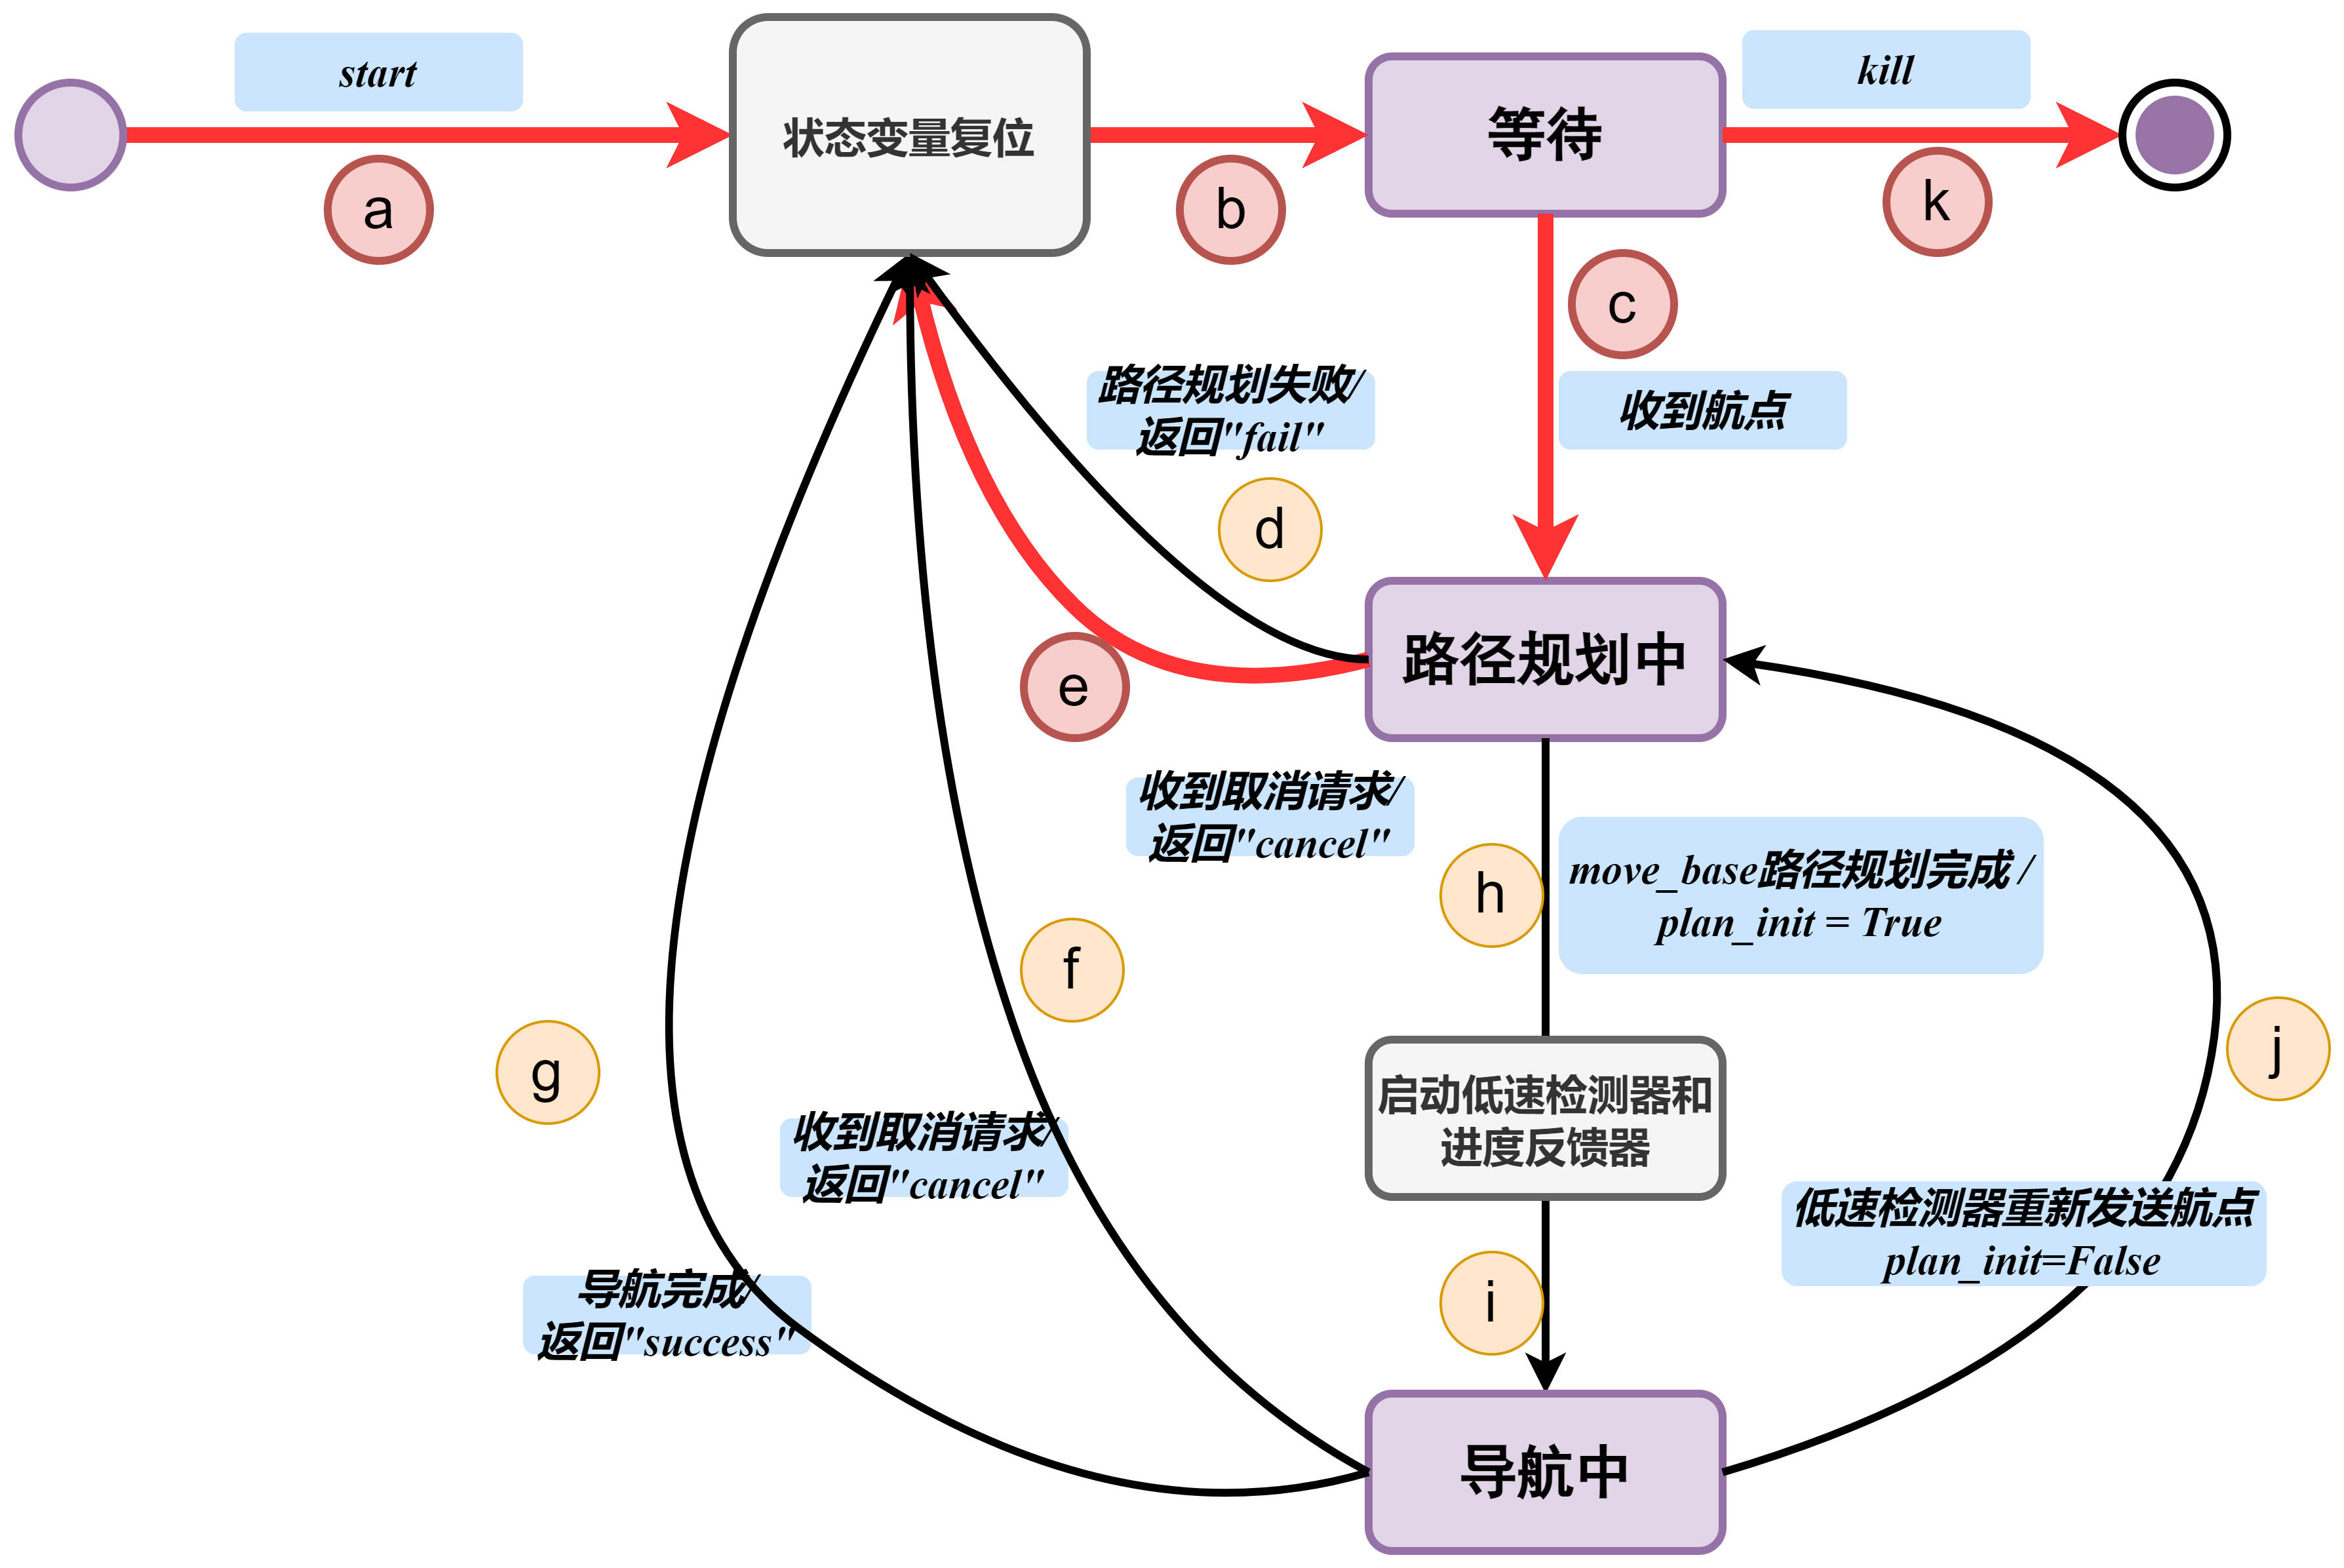 start
a
状态变量复位
b
等待
kill
k
c
收到航点
路径规划失败/
返回"fail"
d
路径规划中
e
收到取消请求/
返回"cancel"
h
move_base路径规划完成 /
plan_init = True
f
g
j
启动低速检测器和
进度反馈器
收到取消请求/
返回"cancel"
低速检测器重新发送航点
plan_init=False
导航完成/
返回"success"
i
导航中